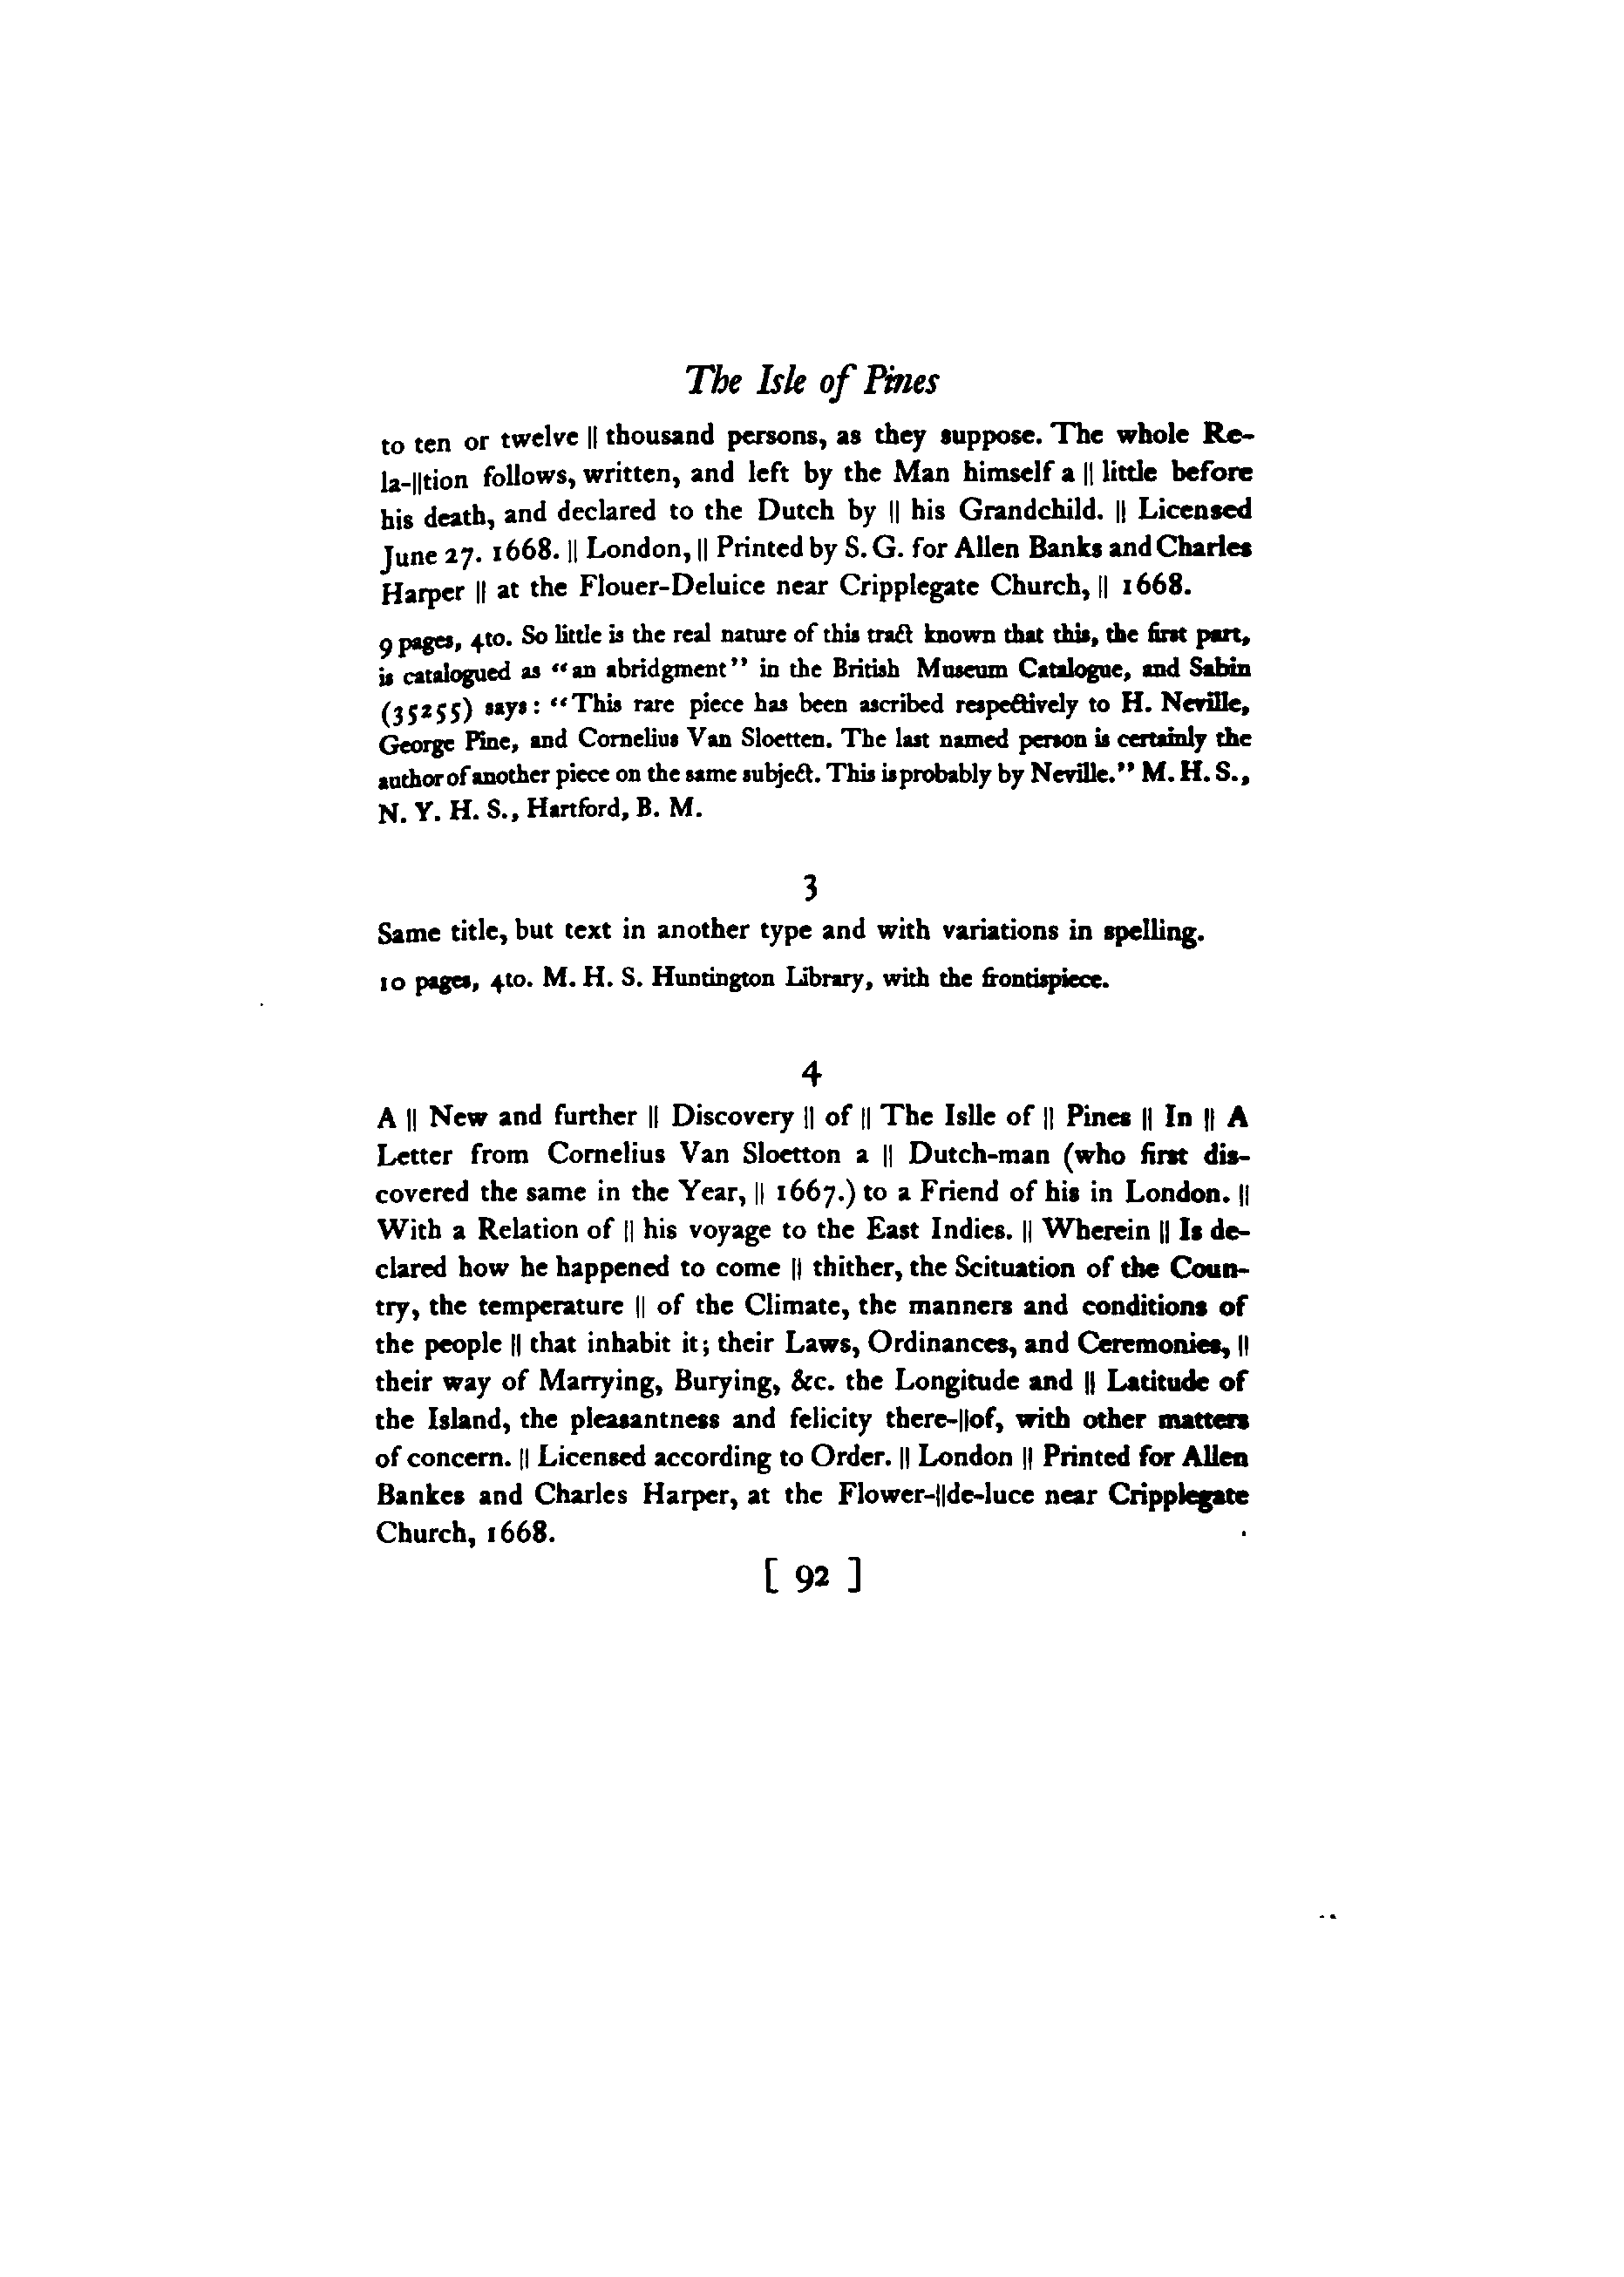 The Isle of Pines
to ten or twelve || thousand persons, as they suppose. The whole Re-
la-||tion follows, written, and left by the Man himself a || little before
his death, and declared to the Dutch by || his Grandchild. || Licensed
June 27. 1668. || London, || Printed by S. G. for Allen Banks and Charles
Harper || at the Flouer-Deluice near Cripplegate Church, || 1668.
9 pages, 4to. So little is the real nature of this tract known that this, the first part,
is catalogued as "an abridgment" in the British Museum Catalogue, and Sabin
(35255) says: "This rare piece has been ascribed respectively to H. Neville,
George Pine, and Cornelius Van Sloetten. The last named person is certainly the
author of another piece on the same subject. This is probably by Neville." M. H. S.,
N. Y. H. S., Hartford, B. M.
3
Same title, but text in another type and with variations in spelling.
10 pages, 4to. M. H. S. Huntington Library, with the frontispiece.
4
A || New and further || Discovery || of || The Islle of || Pines || In || A
Letter from Cornelius Van Sloetton a || Dutch-man (who first dis-
covered the same in the Year, || 1667.) to a Friend of his in London. ||
With a Relation of || his voyage to the East Indies. || Wherein || Is de-
clared how he happened to come || thither, the Scituation of the Coun-
try, the temperature || of the Climate, the manners and conditions of
the people || that inhabit it; their Laws, Ordinances, and Ceremonies, ||
their way of Marrying, Burying, &c. the Longitude and || Latitude of
the Island, the pleasantness and felicity there-||of, with other matters
of concern. || Licensed according to Order. || London || Printed for Allen
Bankes and Charles Harper, at the Flower-||de-luce near Cripplegate
Church, 1668.
[ 92 ]